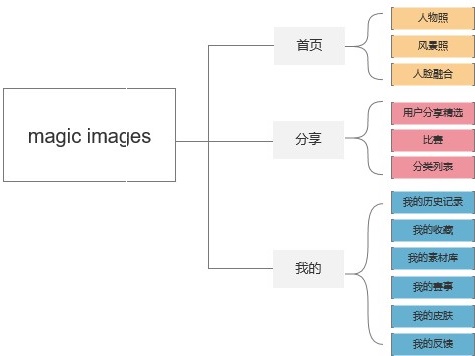 magic images
首页
人物照
风景照
人脸融合
分享
用户分享精选
比赛
分类列表
我的
我的历史记录
我的收藏
我的素材库
我的赛事
我的皮肤
我的反馈